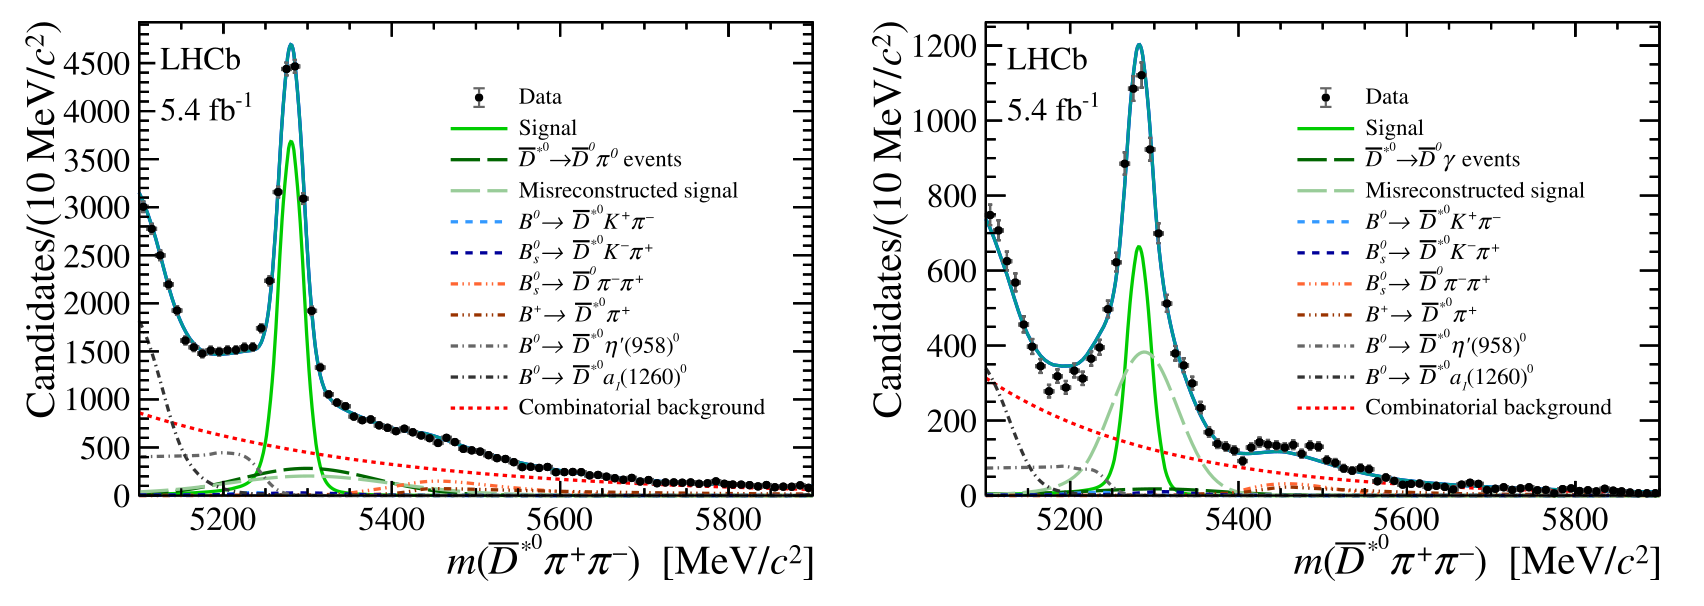 Candidates/(10 MeV/c²)
4500
4000
3500
3000
2500
2000
1500
1000
500
0
LHCb
5.4 fb⁻¹
Data
Signal
D̅*⁰→D̅⁰π⁰ events
Misreconstructed signal
B⁰→ D̅*⁰K⁺π⁻
Bₛ⁰→ D̅*⁰K⁻π⁺
Bₛ⁰→ D̅⁰π⁻π⁺
B⁺→ D̅*⁰π⁺
B⁰→ D̅*⁰η′(958)⁰
B⁰→ D̅*⁰a₁(1260)⁰
Combinatorial background
5200 5400 5600 5800
m(D̅*⁰π⁺π⁻) [MeV/c²]
Candidates/(10 MeV/c²)
1200
1000
800
600
400
200
0
LHCb
5.4 fb⁻¹
Data
Signal
D̅*⁰→D̅⁰γ events
Misreconstructed signal
B⁰→ D̅*⁰K⁺π⁻
Bₛ⁰→ D̅*⁰K⁻π⁺
Bₛ⁰→ D̅⁰π⁻π⁺
B⁺→ D̅*⁰π⁺
B⁰→ D̅*⁰η′(958)⁰
B⁰→ D̅*⁰a₁(1260)⁰
Combinatorial background
5200 5400 5600 5800
m(D̅*⁰π⁺π⁻) [MeV/c²]